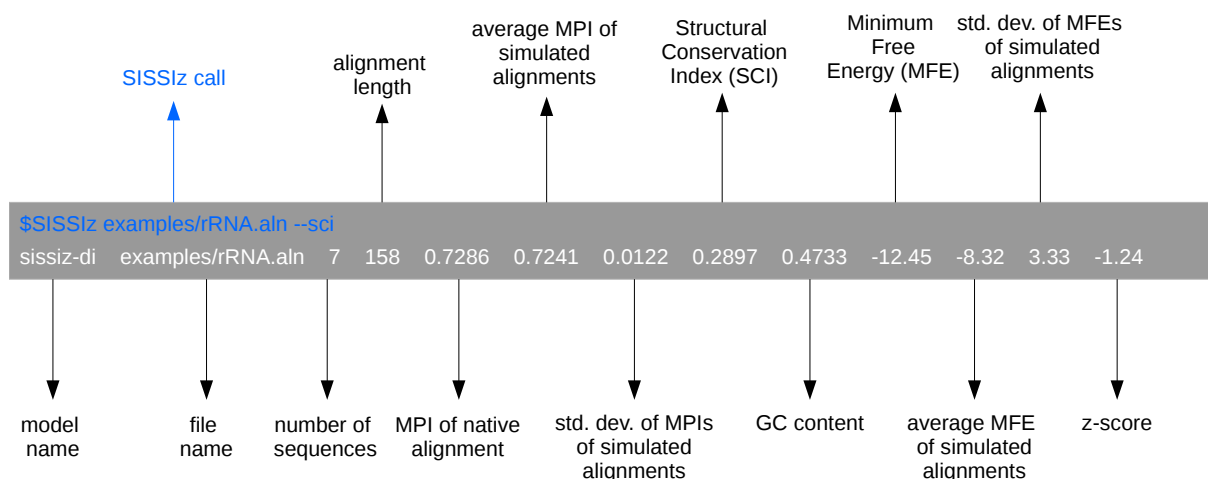 SISSIz call
alignment
length
average MPI of
simulated
alignments
Structural
Conservation
Index (SCI)
Minimum
Free
Energy (MFE)
std. dev. of MFEs
of simulated
alignments
$SISSIz examples/rRNA.aln --sci
sissiz-di examples/rRNA.aln 7 158 0.7286 0.7241 0.0122 0.2897 0.4733 -12.45 -8.32 3.33 -1.24
model
name
file
name
number of
sequences
MPI of native
alignment
std. dev. of MPIs
of simulated
alignments
GC content
average MFE
of simulated
alignments
z-score